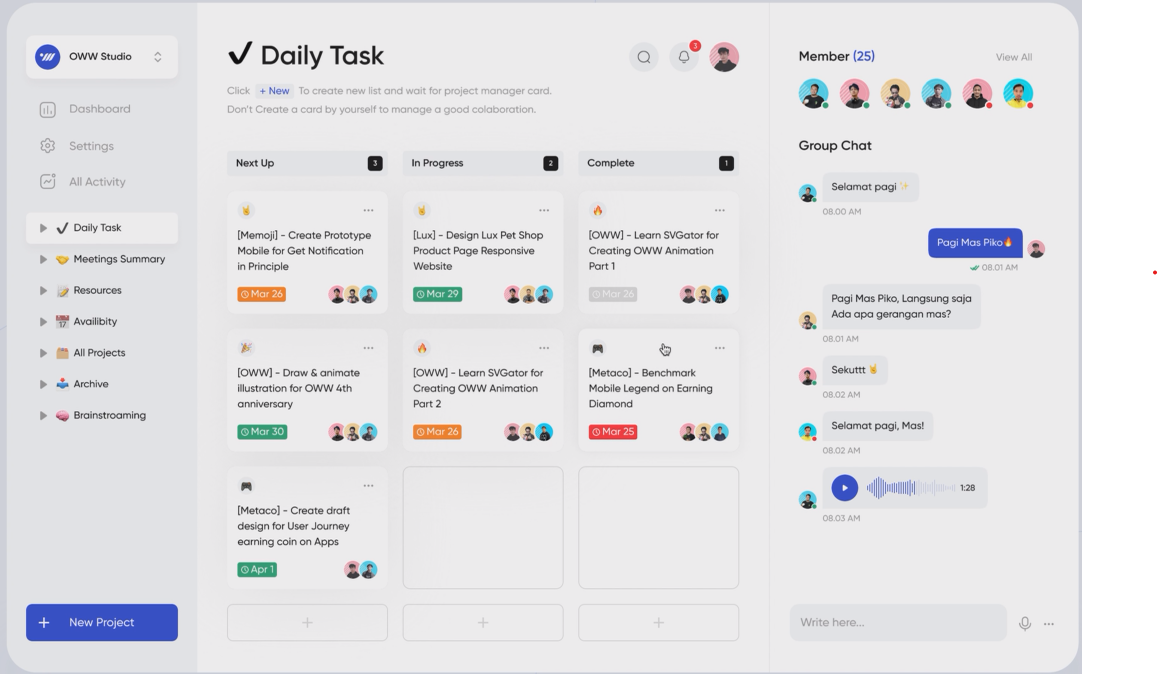 OWW Studio
Dashboard
Settings
All Activity
Daily Task
Meetings Summary
Resources
Availibity
All Projects
Archive
Brainstroaming
New Project
Daily Task
3
Click + New To create new list and wait for project manager card.
Don't Create a card by yourself to manage a good colaboration.
Next Up 3
[Memoji] - Create Prototype
Mobile for Get Notification
in Principle
Mar 26
[OWW] - Draw & animate
illustration for OWW 4th
anniversary
Mar 30
[Metaco] - Create draft
design for User Journey
earning coin on Apps
Apr 1
In Progress 2
[Lux] - Design Lux Pet Shop
Product Page Responsive
Website
Mar 29
[OWW] - Learn SVGator for
Creating OWW Animation
Part 2
Mar 26
Complete 1
[OWW] - Learn SVGator for
Creating OWW Animation
Part 1
Mar 26
[Metaco] - Benchmark
Mobile Legend on Earning
Diamond
Mar 25
Member (25) View All
Group Chat
Selamat pagi ✨
08.00 AM
Pagi Mas Piko🔥
08.01 AM
Pagi Mas Piko, Langsung saja
Ada apa gerangan mas?
08.01 AM
Sekuttt 🤘
08.02 AM
Selamat pagi, Mas!
08.02 AM
1:28
08.03 AM
Write here...